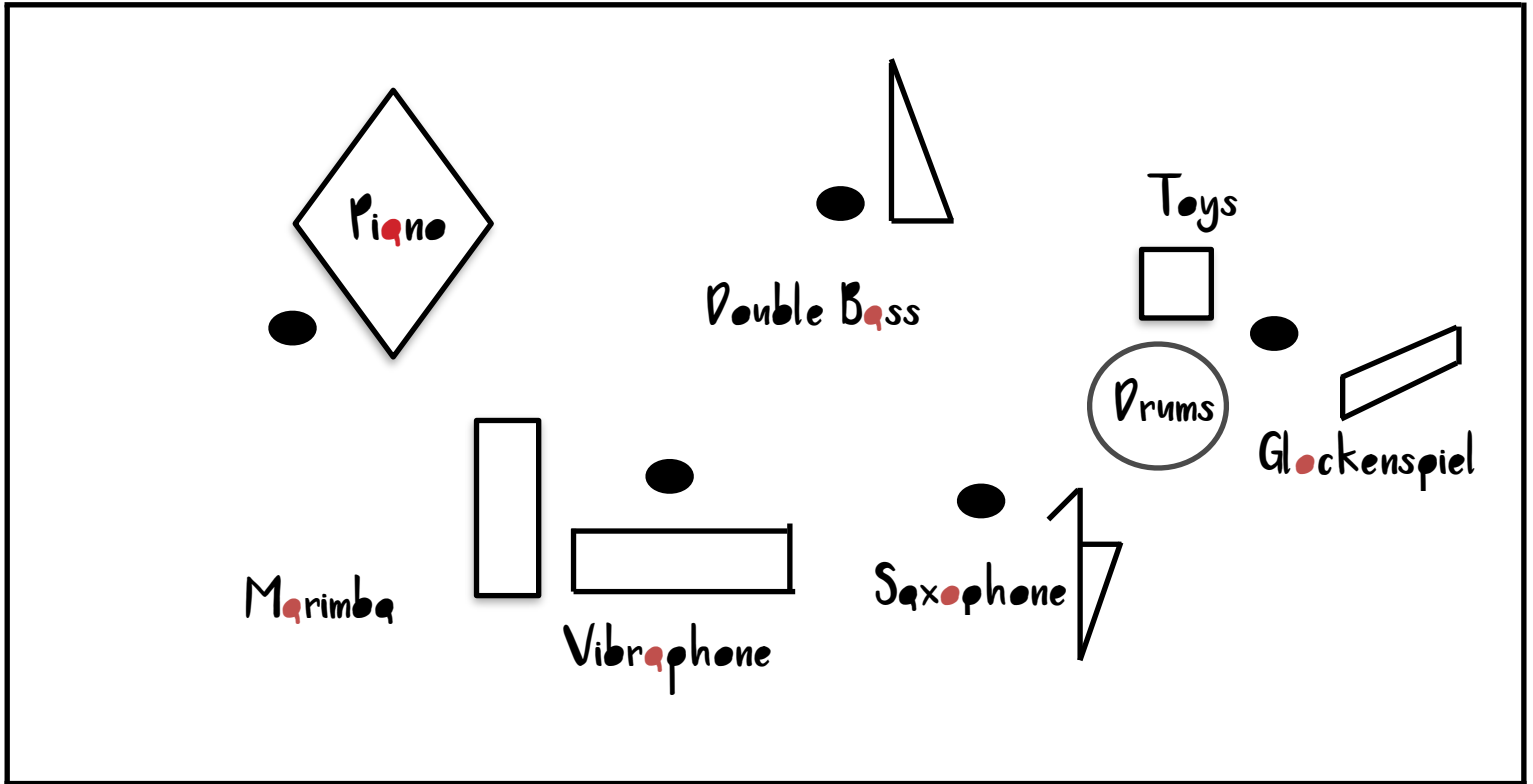 Piano
Toys
Double Bass
Drums
Glockenspiel
Marimba
Saxophone
Vibraphone